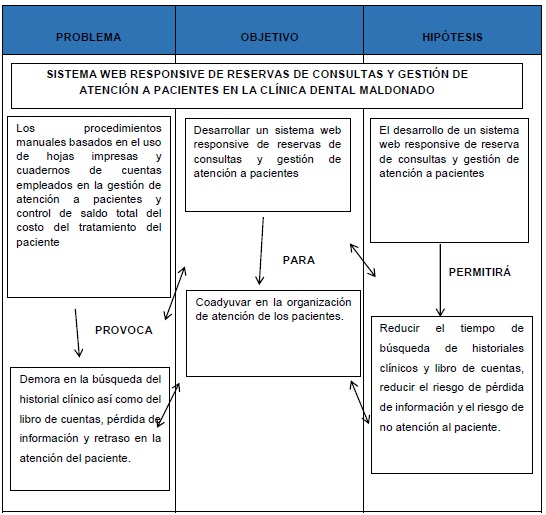 PROBLEMA
OBJETIVO
HIPÓTESIS
SISTEMA WEB RESPONSIVE DE RESERVAS DE CONSULTAS Y GESTIÓN DE
ATENCIÓN A PACIENTES EN LA CLÍNICA DENTAL MALDONADO
Los procedimientos
manuales basados en el uso
de hojas impresas y
cuadernos de cuentas
empleados en la gestión de
atención a pacientes y
control de saldo total del
costo del tratamiento del
paciente
PROVOCA
Demora en la búsqueda del
historial clínico así como del
libro de cuentas, pérdida de
información y retraso en la
atención del paciente.
Desarrollar un sistema web
responsive de reservas de
consultas y gestión de
atención a pacientes
PARA
Coadyuvar en la organización
de atención de los pacientes.
El desarrollo de un sistema
web responsive de reserva
de consultas y gestión de
atención a pacientes
PERMITIRÁ
Reducir el tiempo de
búsqueda de historiales
clínicos y libro de cuentas,
reducir el riesgo de pérdida
de información y el riesgo de
no atención al paciente.